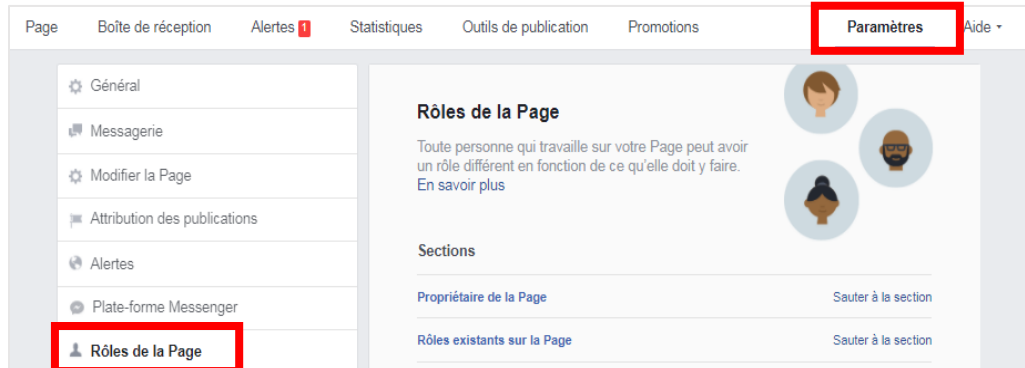 Page Boîte de réception Alertes 1 Statistiques Outils de publication Promotions Paramètres Aide
Général
Messagerie
Modifier la Page
Attribution des publications
Alertes
Plate-forme Messenger
Rôles de la Page
Rôles de la Page
Toute personne qui travaille sur votre Page peut avoir
un rôle différent en fonction de ce qu'elle doit y faire.
En savoir plus
Sections
Propriétaire de la Page Sauter à la section
Rôles existants sur la Page Sauter à la section